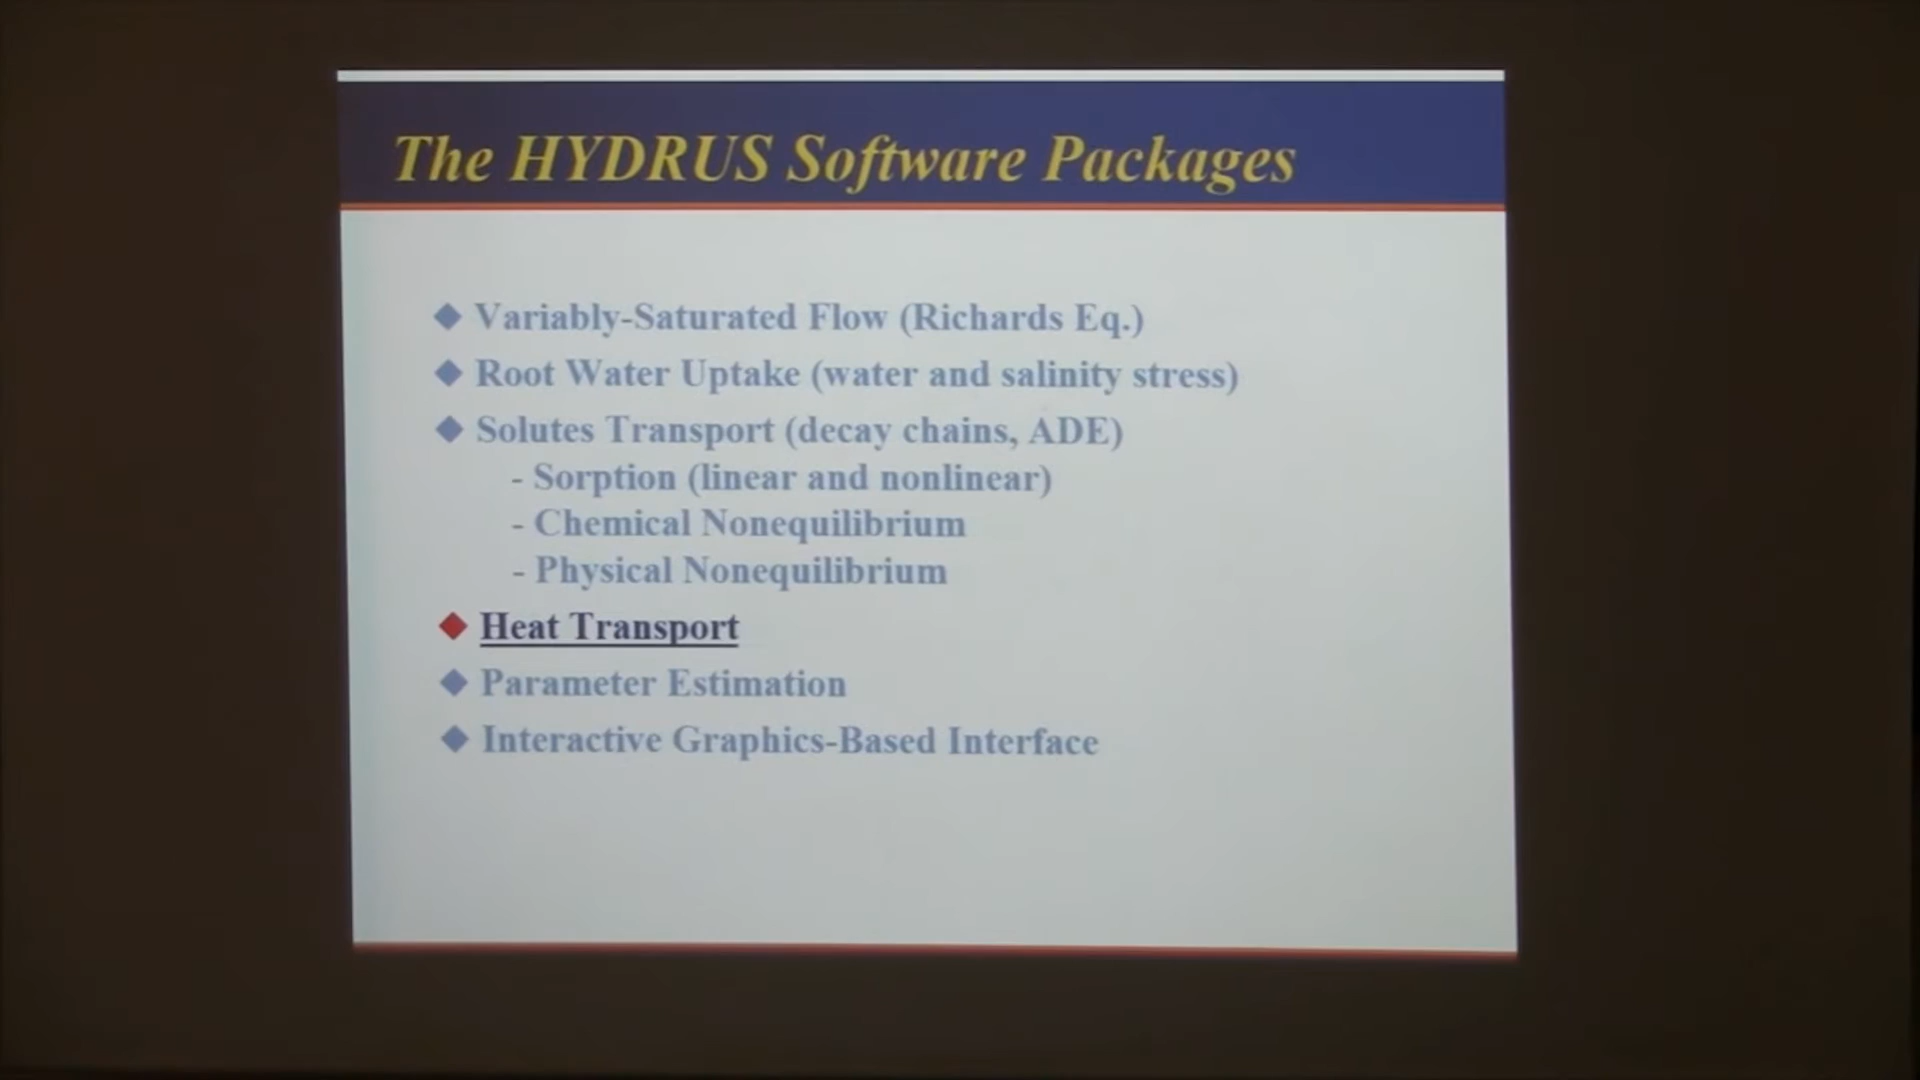 The HYDRUS Software Packages
Variably-Saturated Flow (Richards Eq.)
Root Water Uptake (water and salinity stress)
Solutes Transport (decay chains, ADE)
- Sorption (linear and nonlinear)
- Chemical Nonequilibrium
- Physical Nonequilibrium
Heat Transport
Parameter Estimation
Interactive Graphics-Based Interface